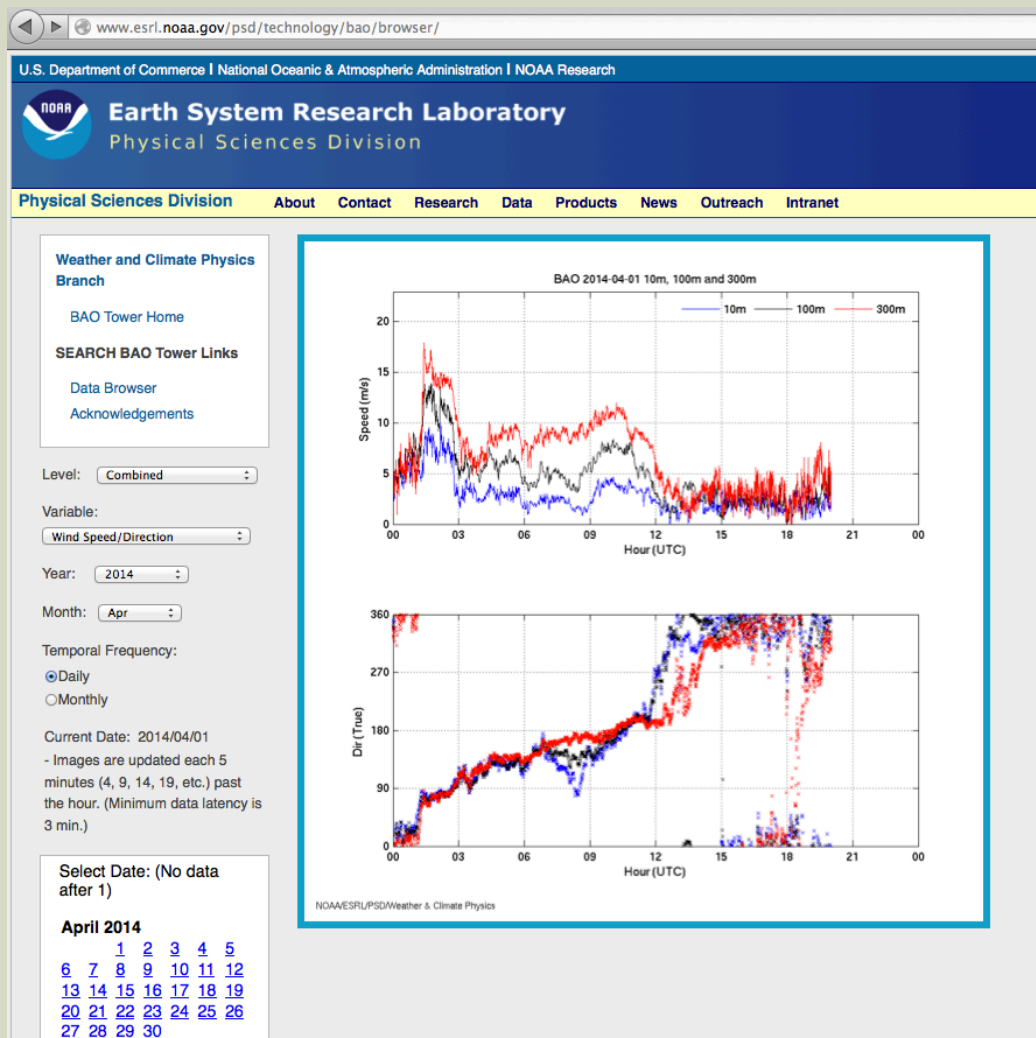 www.esrl.noaa.gov/psd/technology/bao/browser/
U.S. Department of Commerce | National Oceanic & Atmospheric Administration | NOAA Research
NOAA
Earth System Research Laboratory
Physical Sciences Division
Physical Sciences Division About Contact Research Data Products News Outreach Intranet
Weather and Climate Physics
Branch
BAO Tower Home
SEARCH BAO Tower Links
Data Browser
Acknowledgements
Level: Combined
Variable:
Wind Speed/Direction
Year: 2014
Month: Apr
Temporal Frequency:
Daily
Monthly
Current Date: 2014/04/01
- Images are updated each 5
minutes (4, 9, 14, 19, etc.) past
the hour. (Minimum data latency is
3 min.)
Select Date: (No data
after 1)
April 2014
1 2 3 4 5
6 7 8 9 10 11 12
13 14 15 16 17 18 19
20 21 22 23 24 25 26
27 28 29 30
BAO 2014-04-01 10m, 100m and 300m
10m 100m 300m
20
15
10
5
0
Speed (m/s)
00 03 06 09 12 15 18 21 00
Hour (UTC)
360
270
180
90
0
Dir (True)
00 03 06 09 12 15 18 21 00
Hour (UTC)
NOAA/ESRL/PSD/Weather & Climate Physics